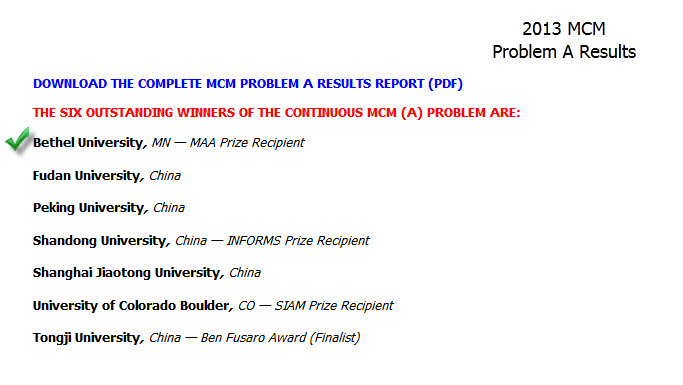 2013 MCM
Problem A Results
DOWNLOAD THE COMPLETE MCM PROBLEM A RESULTS REPORT (PDF)
THE SIX OUTSTANDING WINNERS OF THE CONTINUOUS MCM (A) PROBLEM ARE:
Bethel University, MN — MAA Prize Recipient
Fudan University, China
Peking University, China
Shandong University, China — INFORMS Prize Recipient
Shanghai Jiaotong University, China
University of Colorado Boulder, CO — SIAM Prize Recipient
Tongji University, China — Ben Fusaro Award (Finalist)